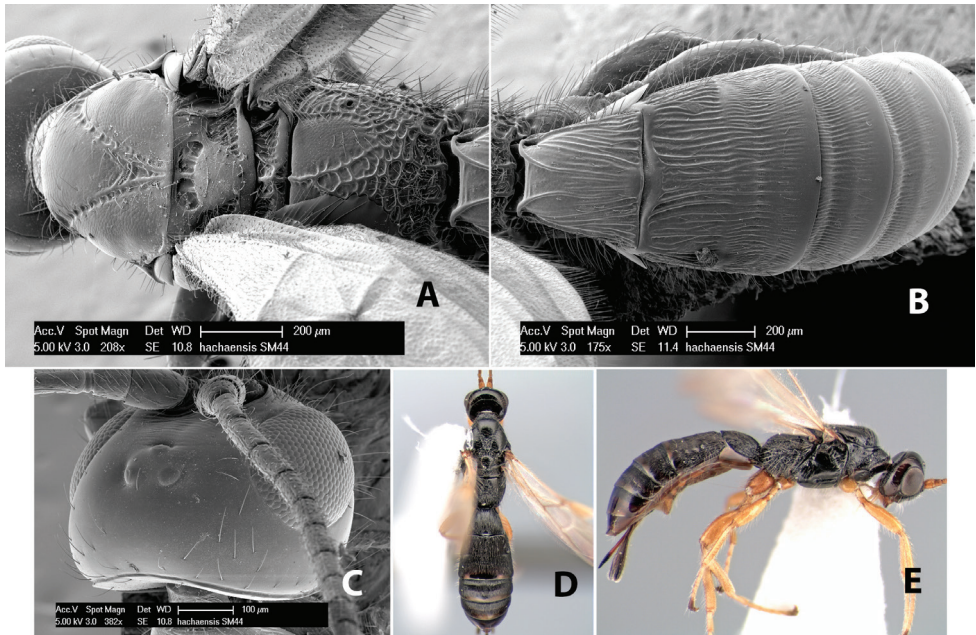 A
Acc.V Spot Magn Det WD 200 µm
5.00 kV 3.0 208x SE 10.8 hachaensis SM44
B
Acc.V Spot Magn Det WD 200 µm
5.00 kV 3.0 175x SE 11.4 hachaensis SM44
C
Acc.V Spot Magn Det WD 100 µm
5.00 kV 3.0 382x SE 10.8 hachaensis SM44
D
E